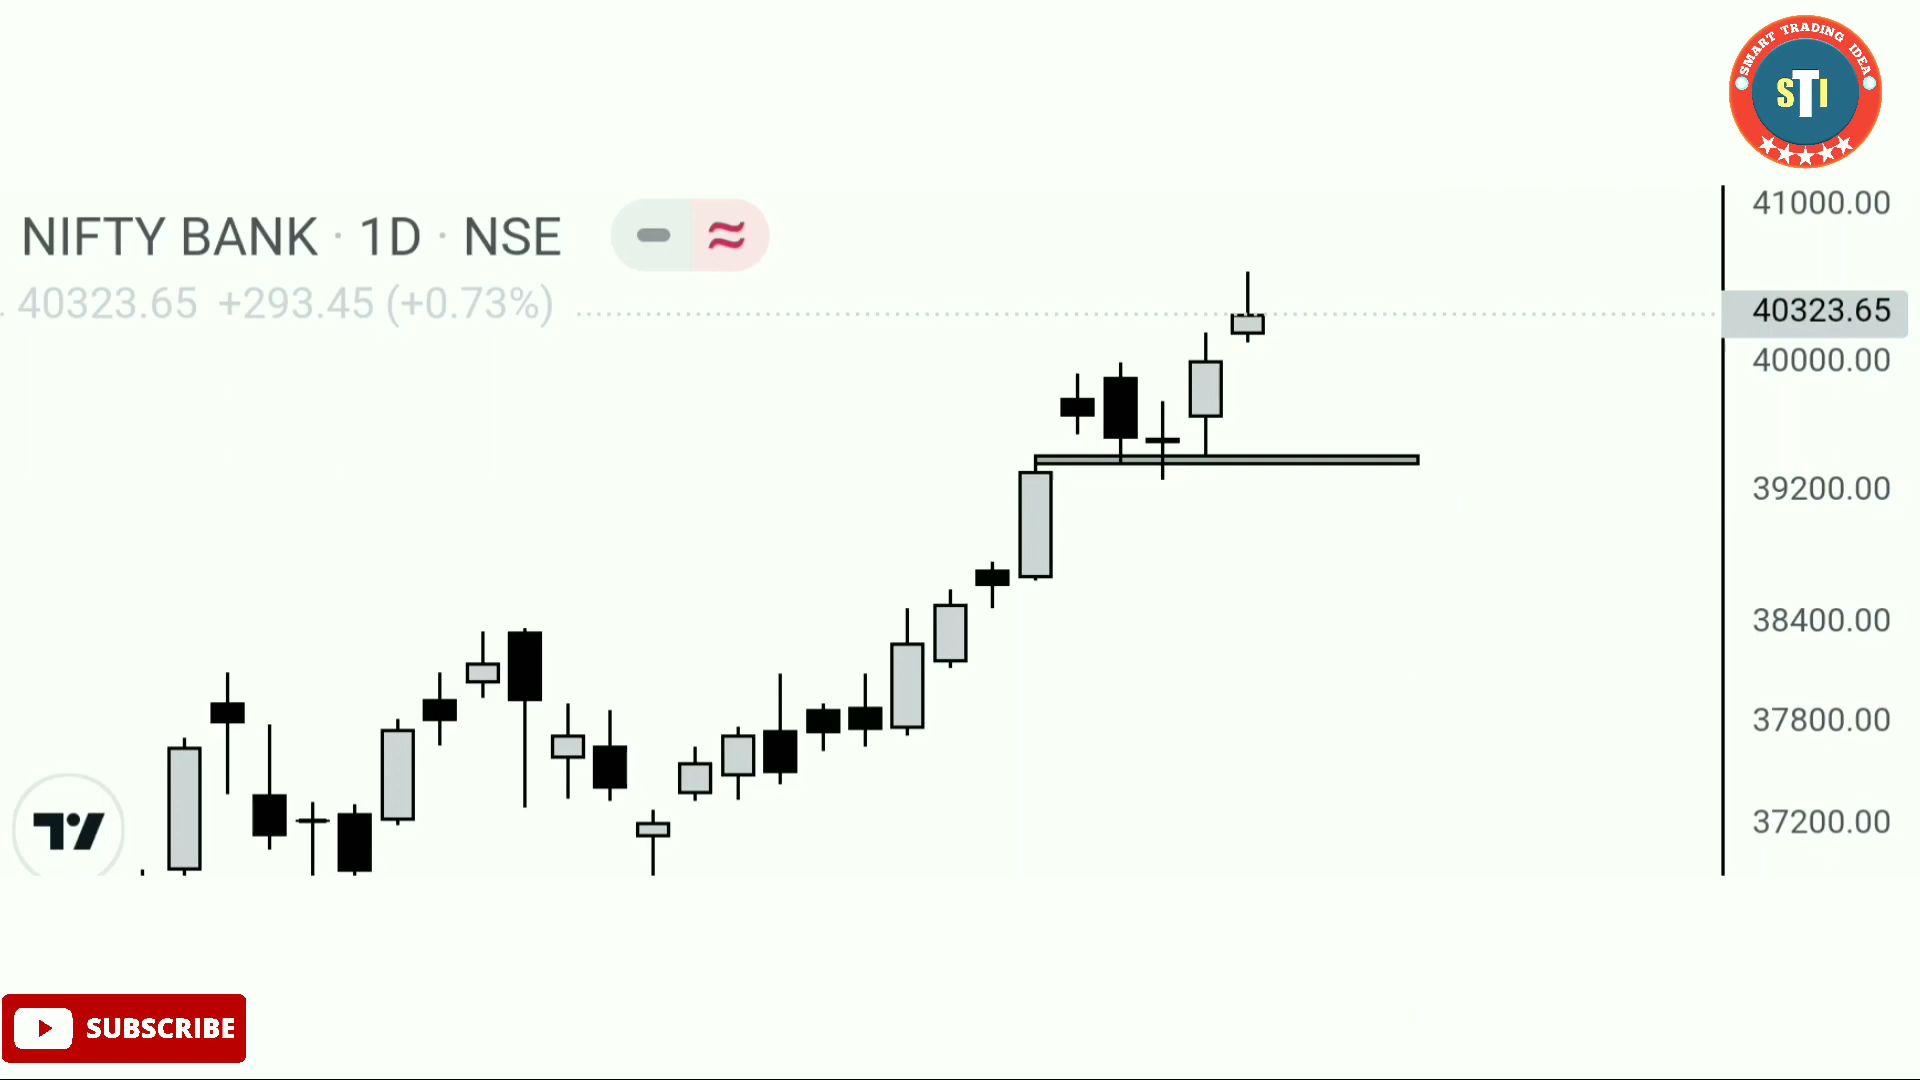 SMART TRADING IDEA
STI
NIFTY BANK · 1D · NSE
40323.65 +293.45 (+0.73%)
41000.00
40323.65
40000.00
39200.00
38400.00
37800.00
37200.00
SUBSCRIBE